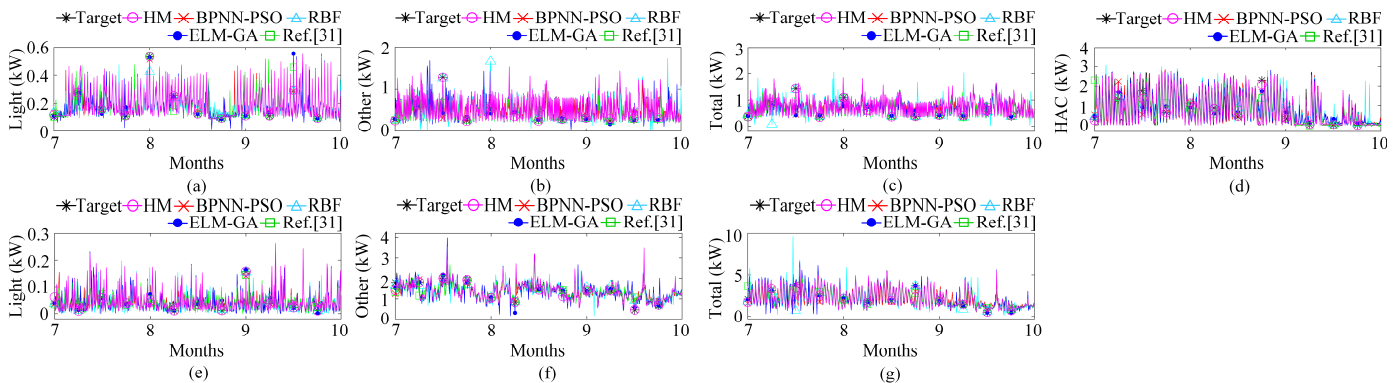 Target HM BPNN-PSO RBF
ELM-GA Ref.[31]
Light (kW)
0.6
0.4
0.2
0
7 8 9 10
Months
(a)
Target HM BPNN-PSO RBF
ELM-GA Ref.[31]
Other (kW)
2
1.5
1
0.5
0
7 8 9 10
Months
(b)
Target HM BPNN-PSO RBF
ELM-GA Ref.[31]
Total (kW)
3
2
1
0
7 8 9 10
Months
(c)
Target HM BPNN-PSO RBF
ELM-GA Ref.[31]
HAC (kW)
4
3
2
1
0
7 8 9 10
Months
(d)
Target HM BPNN-PSO RBF
ELM-GA Ref.[31]
Light (kW)
0.3
0.2
0.1
0
7 8 9 10
Months
(e)
Target HM BPNN-PSO RBF
ELM-GA Ref.[31]
Other (kW)
4
3
2
1
0
7 8 9 10
Months
(f)
Target HM BPNN-PSO RBF
ELM-GA Ref.[31]
Total (kW)
10
5
0
7 8 9 10
Months
(g)